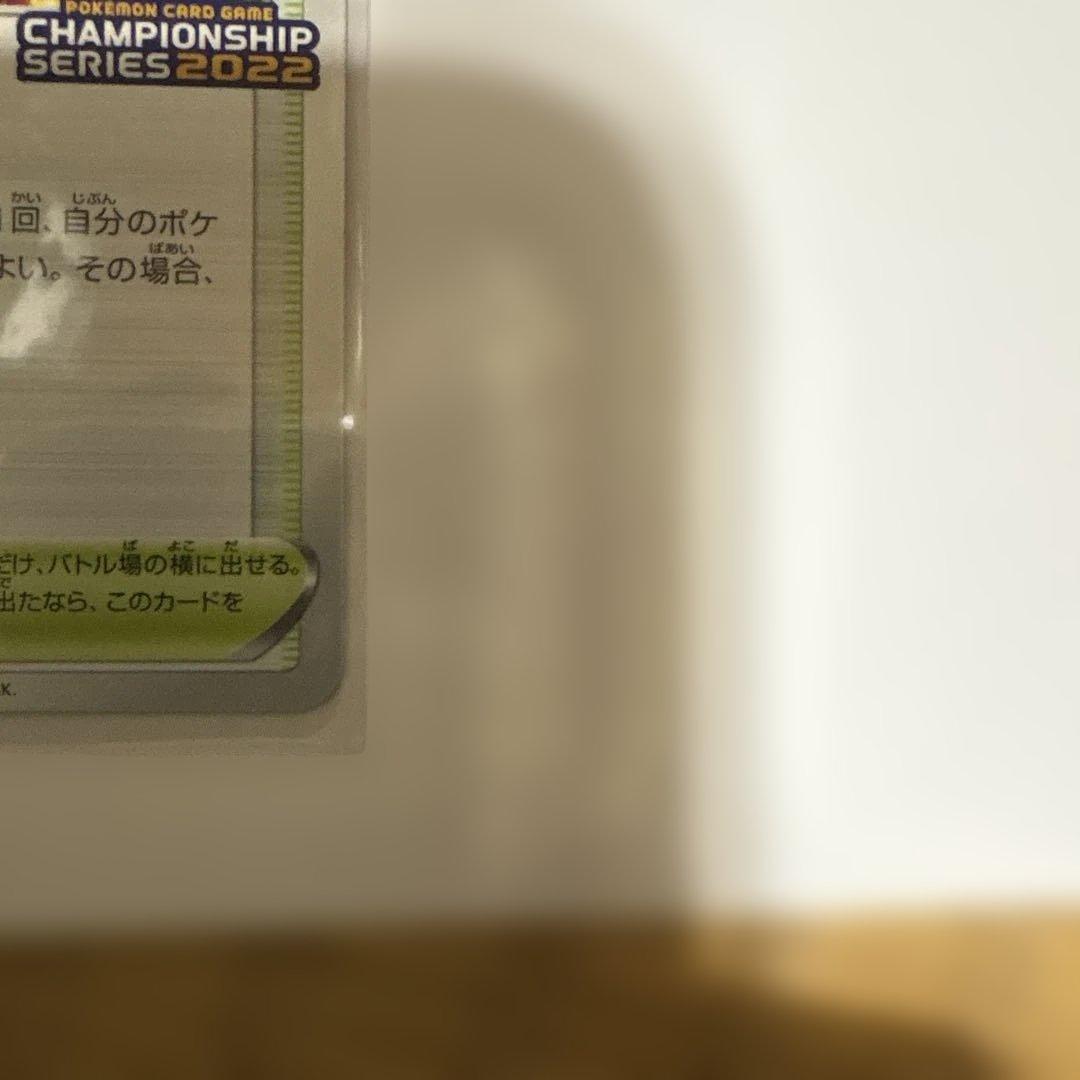 POKÉMON CARD GAME
CHAMPIONSHIP
SERIES 2022
かい じぶん
回、自分のポケ
ばあい
よい。その場合、
ば よこ だ
だけ、バトル場の横に出せる。
で
出たなら、このカードを
K.